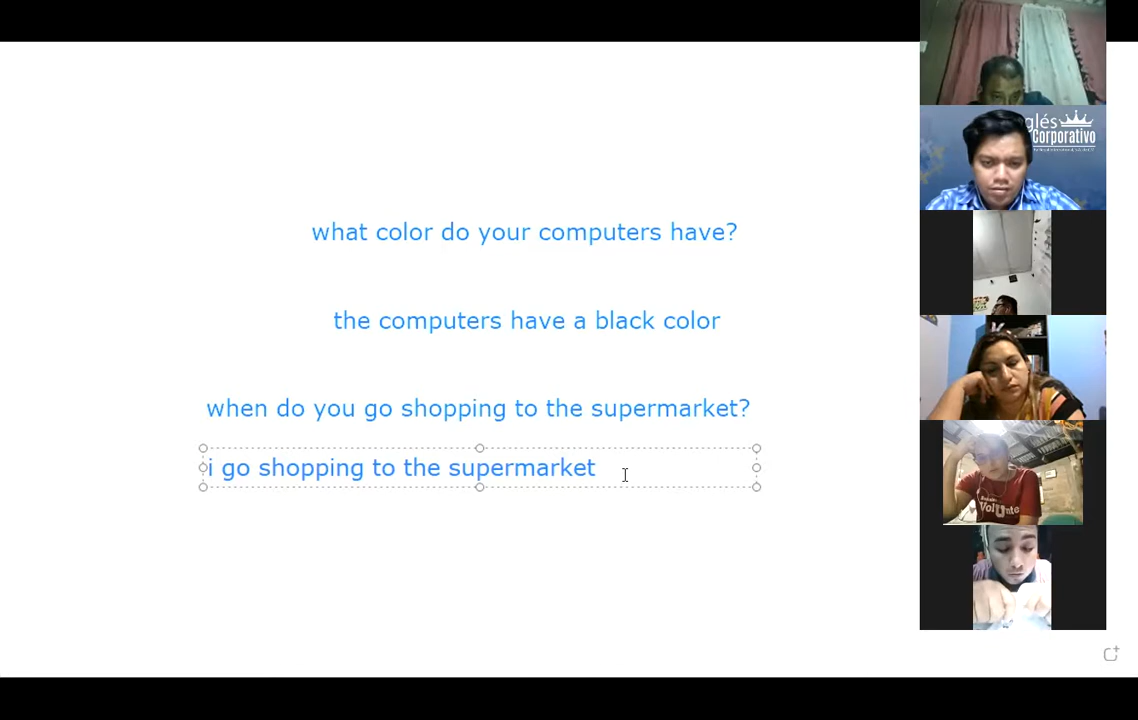 what color do your computers have?
the computers have a black color
when do you go shopping to the supermarket?
i go shopping to the supermarket
glés
Corporativo
Volunte